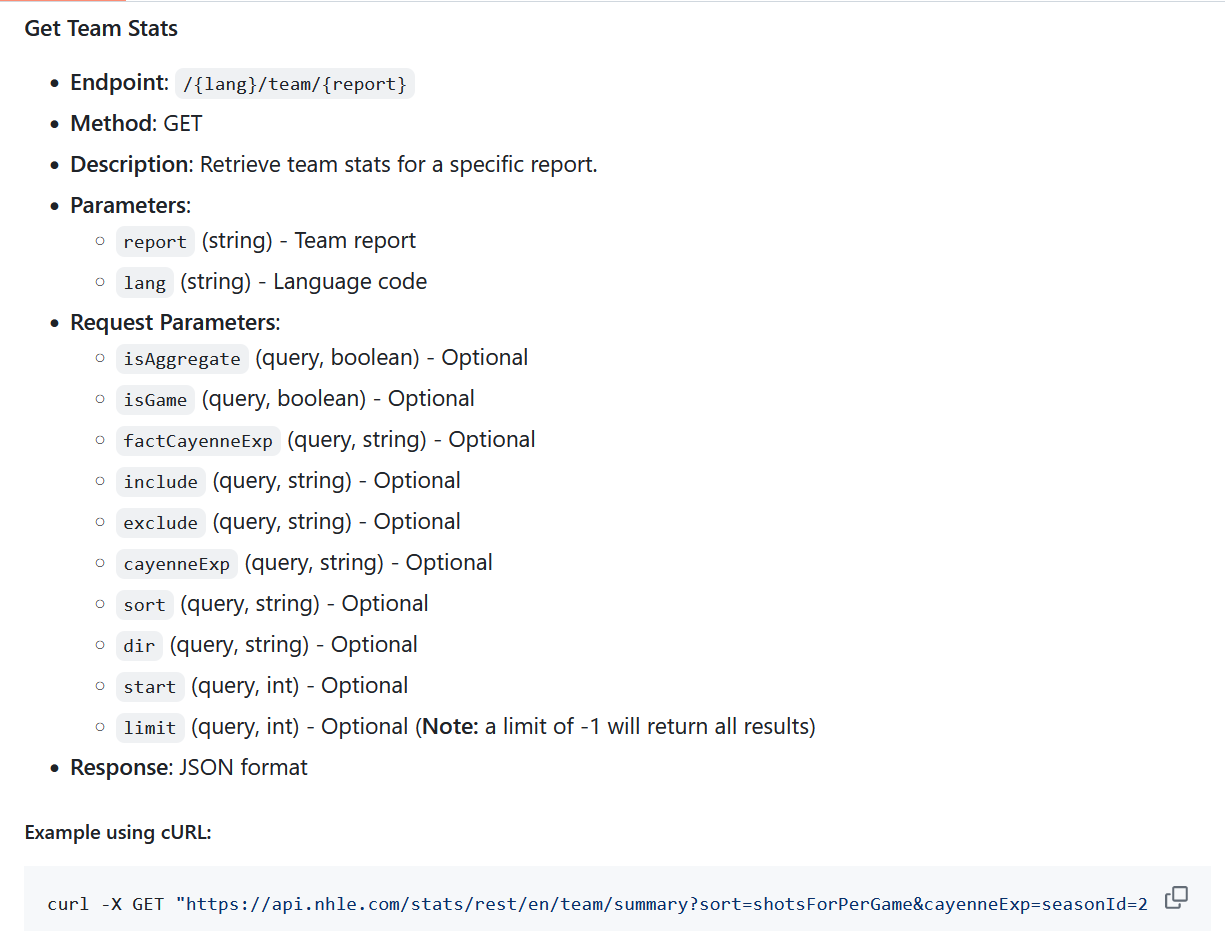 Get Team Stats
Endpoint: /{lang}/team/{report}
Method: GET
Description: Retrieve team stats for a specific report.
Parameters:
report (string) - Team report
lang (string) - Language code
Request Parameters:
isAggregate (query, boolean) - Optional
isGame (query, boolean) - Optional
factCayenneExp (query, string) - Optional
include (query, string) - Optional
exclude (query, string) - Optional
cayenneExp (query, string) - Optional
sort (query, string) - Optional
dir (query, string) - Optional
start (query, int) - Optional
limit (query, int) - Optional (Note: a limit of -1 will return all results)
Response: JSON format
Example using cURL:
curl -X GET "https://api.nhle.com/stats/rest/en/team/summary?sort=shotsForPerGame&cayenneExp=seasonId=2